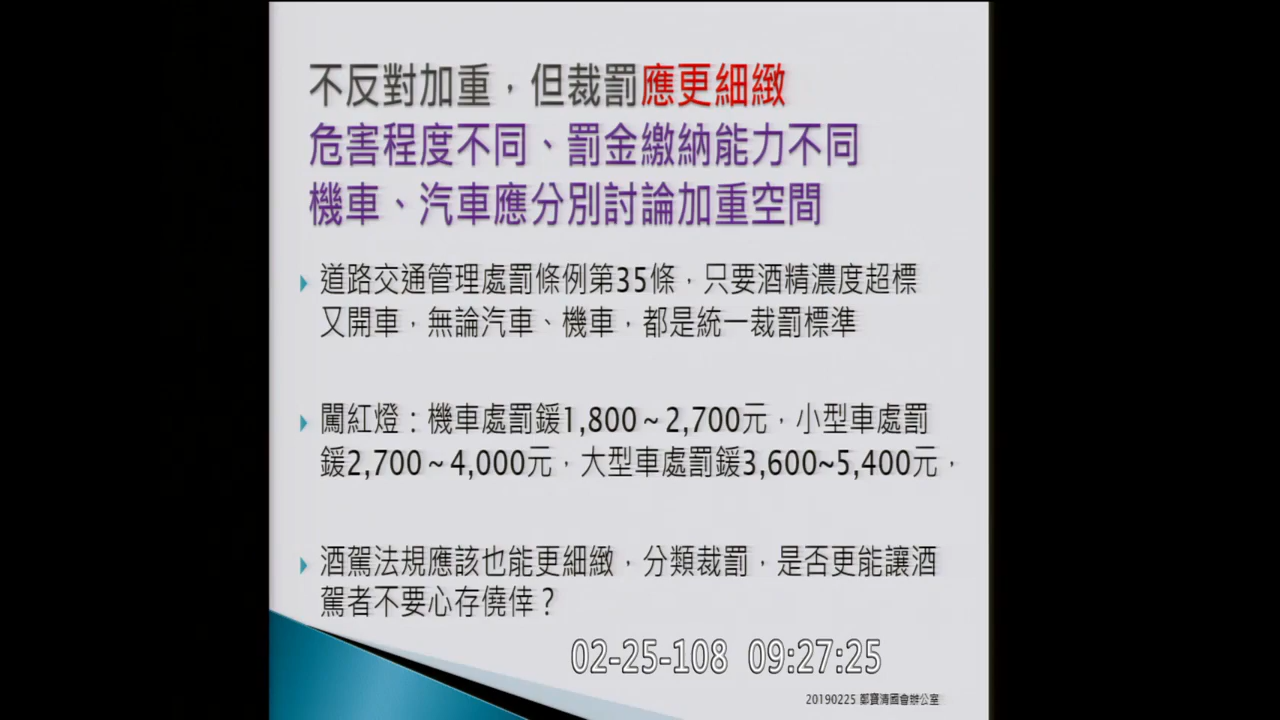 不反對加重，但裁罰應更細緻
危害程度不同、罰金繳納能力不同
機車、汽車應分別討論加重空間
道路交通管理處罰條例第35條，只要酒精濃度超標
又開車，無論汽車、機車，都是統一裁罰標準
闖紅燈：機車處罰鍰1,800～2,700元，小型車處罰
鍰2,700～4,000元，大型車處罰鍰3,600~5,400元，
酒駕法規應該也能更細緻，分類裁罰，是否更能讓酒
駕者不要心存僥倖？
02-25-108 09:27:25
20190225 鄭寶清國會辦公室